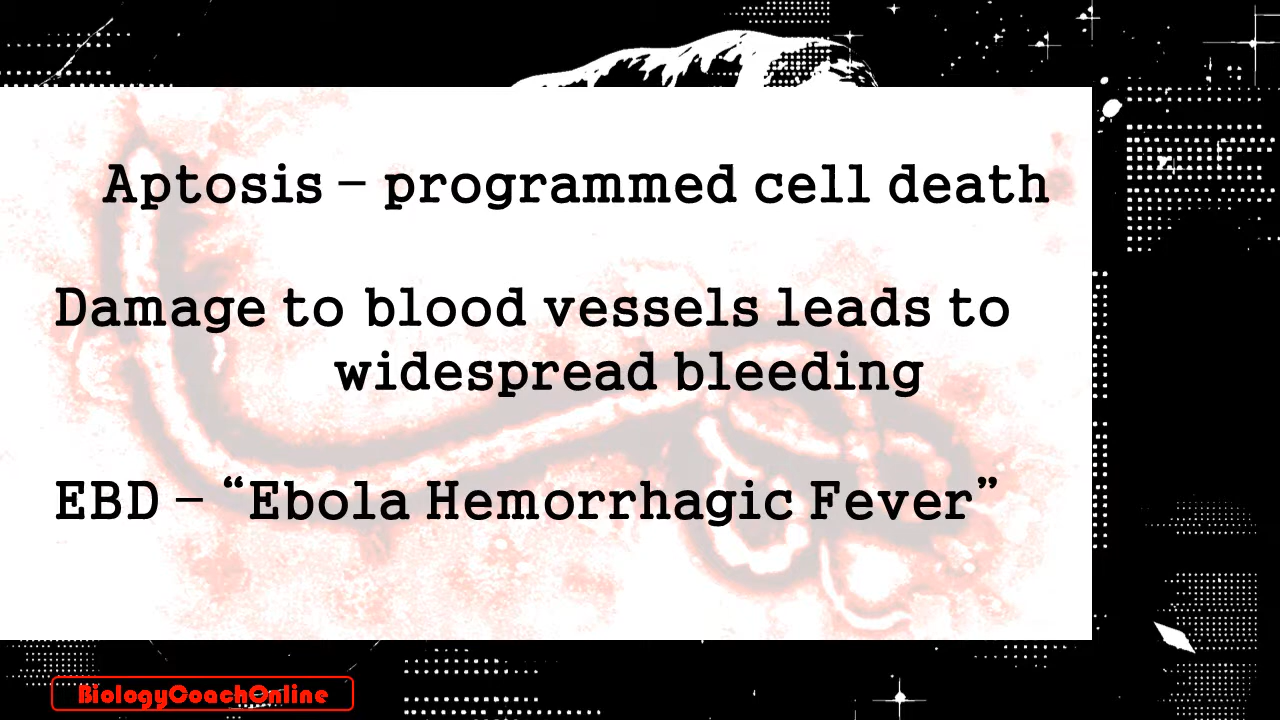 Aptosis – programmed cell death
Damage to blood vessels leads to
widespread bleeding
EBD – “Ebola Hemorrhagic Fever”
BiologyCoachOnline